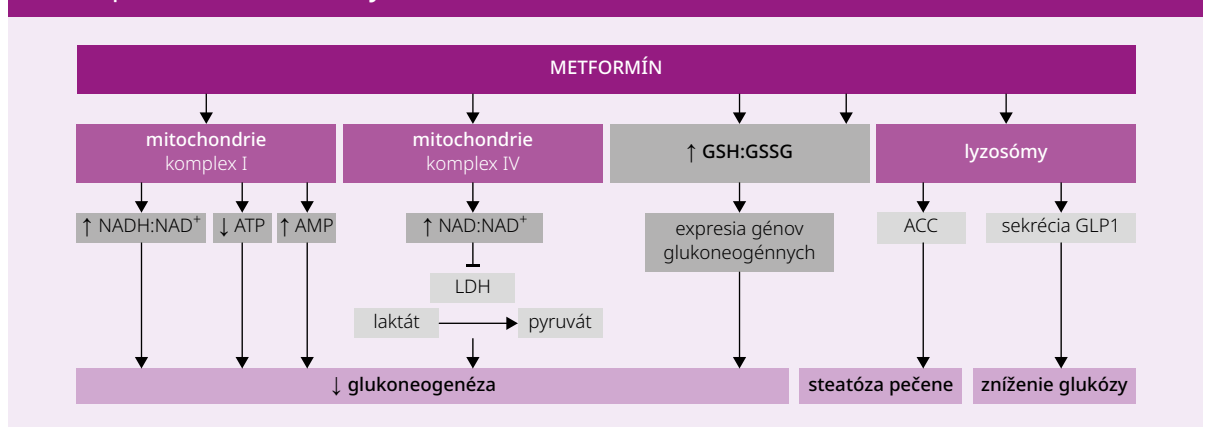 METFORMÍN
mitochondrie
komplex I
mitochondrie
komplex IV
↑ GSH:GSSG
lyzosómy
↑ NADH:NAD⁺
↓ ATP
↑ AMP
↑ NAD:NAD⁺
expresia génov
glukoneogénnych
ACC
sekrécia GLP1
LDH
laktát
pyruvát
↓ glukoneogenéza
steatóza pečene
zníženie glukózy